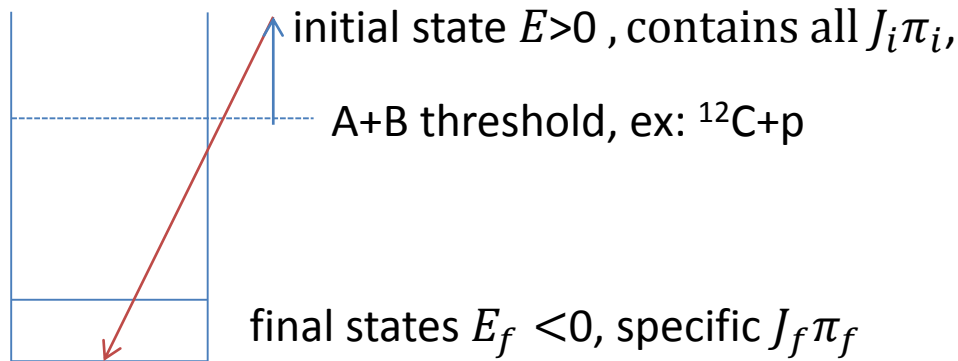 initial state E>0 , contains all Jᵢπᵢ,
A+B threshold, ex: ¹²C+p
final states E_f <0, specific J_fπ_f